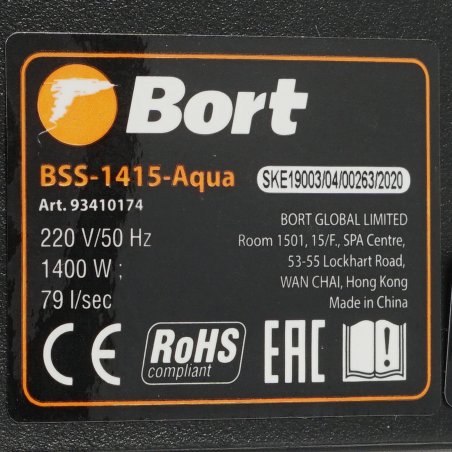 Bort
BSS-1415-Aqua
SKE19003/04/00263/2020
Art. 93410174
220 V/50 Hz
1400 W ;
79 l/sec
BORT GLOBAL LIMITED
Room 1501, 15/F., SPA Centre,
53-55 Lockhart Road,
WAN CHAI, Hong Kong
Made in China
CE
RoHS
compliant
EAC